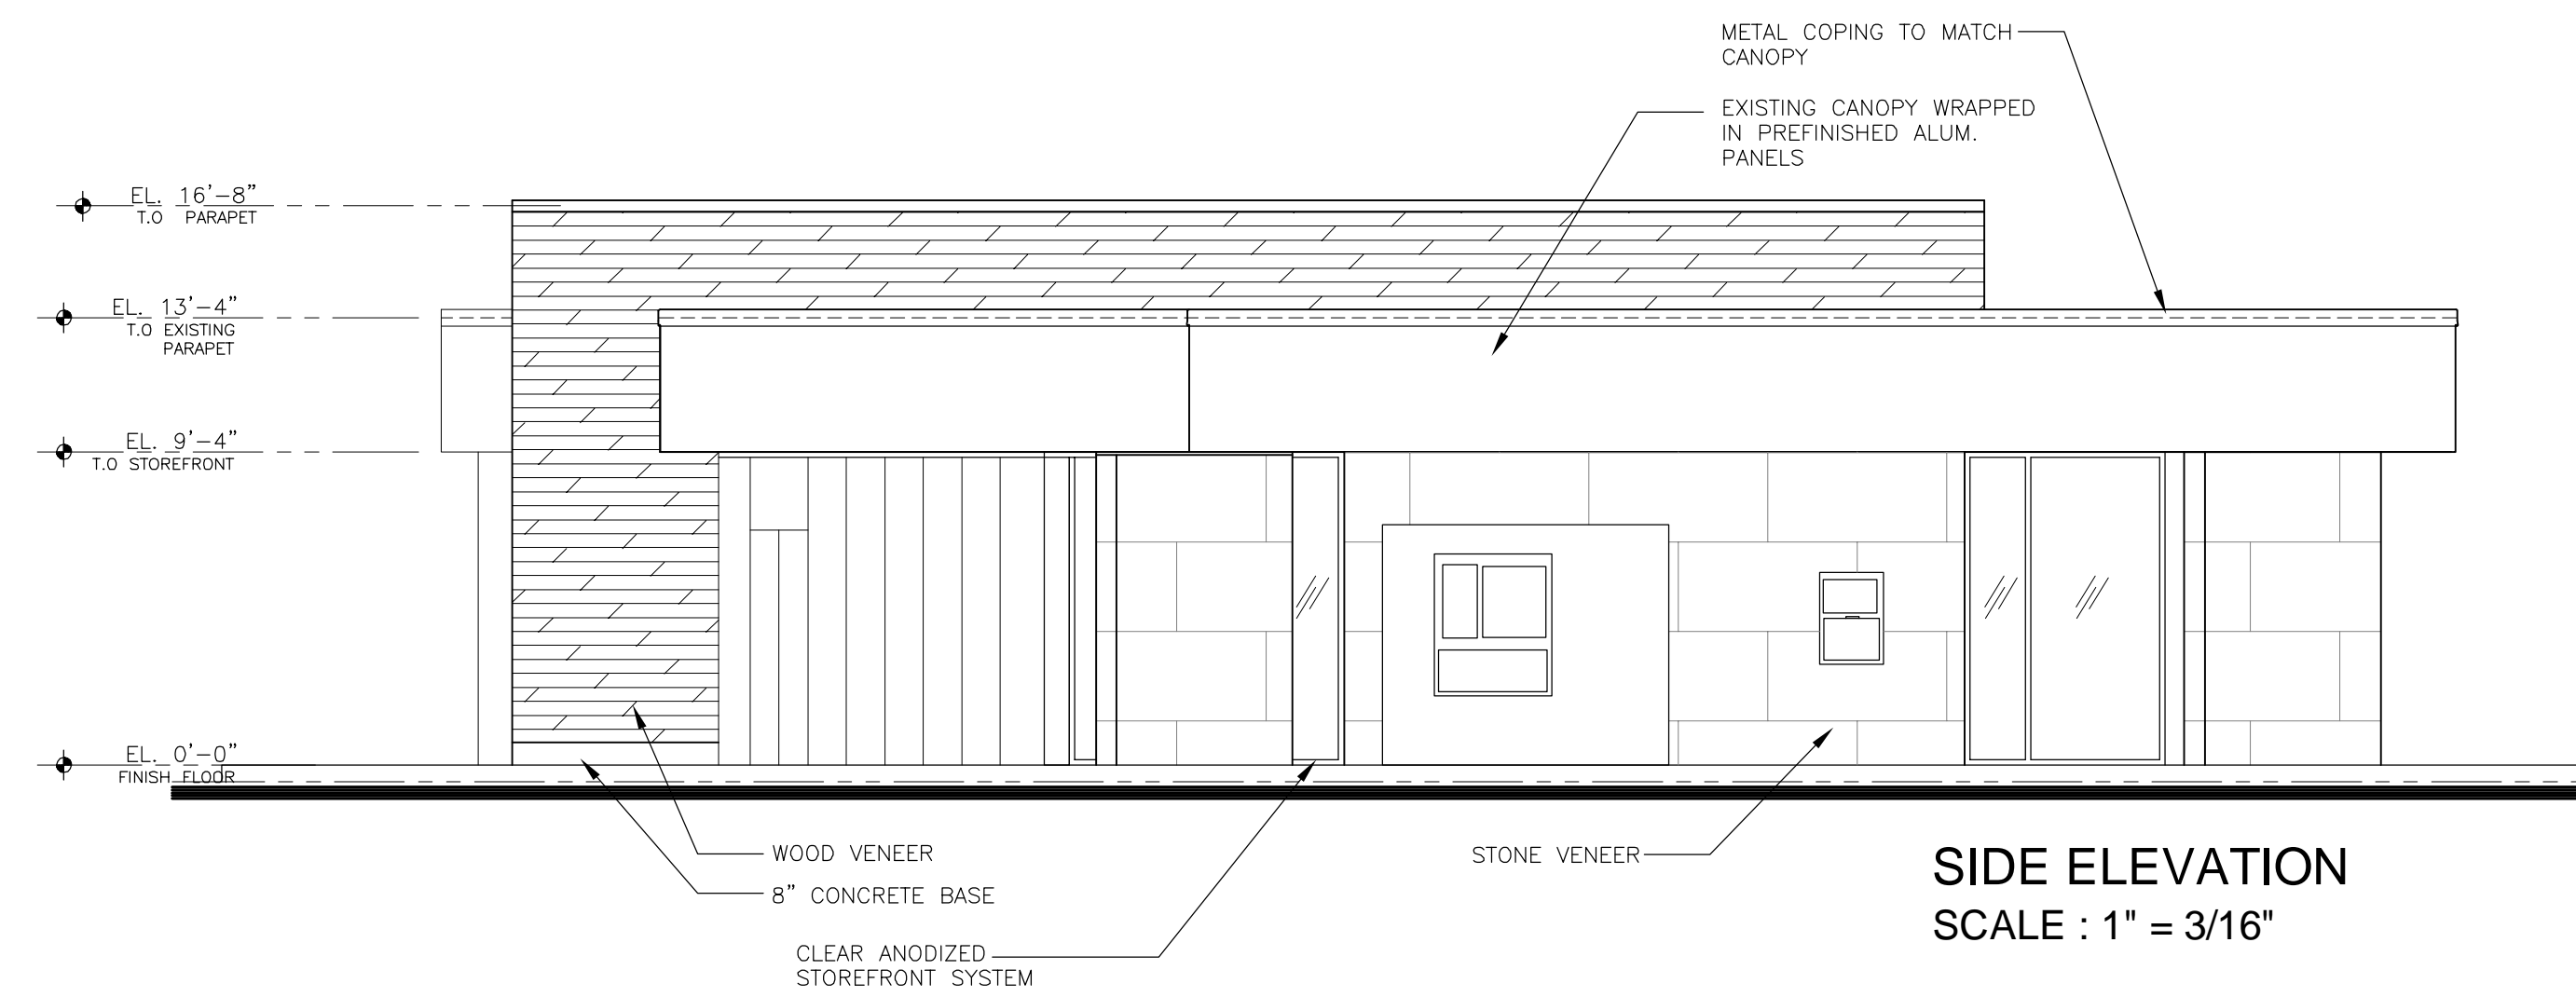 METAL COPING TO MATCH
CANOPY
EXISTING CANOPY WRAPPED
IN PREFINISHED ALUM.
PANELS
EL. 16'-8"
T.O PARAPET
EL. 13'-4"
T.O EXISTING
PARAPET
EL. 9'-4"
T.O STOREFRONT
EL. 0'-0"
FINISH FLOOR
WOOD VENEER
8" CONCRETE BASE
CLEAR ANODIZED
STOREFRONT SYSTEM
STONE VENEER
SIDE ELEVATION
SCALE : 1" = 3/16"